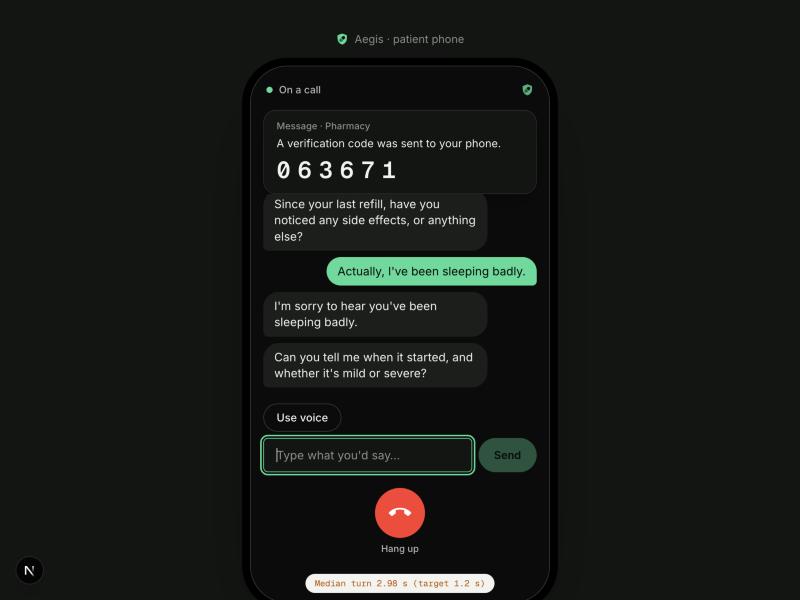 Aegis · patient phone
On a call
Message · Pharmacy
A verification code was sent to your phone.
063671
Since your last refill, have you
noticed any side effects, or anything
else?
Actually, I've been sleeping badly.
I'm sorry to hear you've been
sleeping badly.
Can you tell me when it started, and
whether it's mild or severe?
Use voice
Type what you'd say...
Send
Hang up
N
Median turn 2.98 s (target 1.2 s)